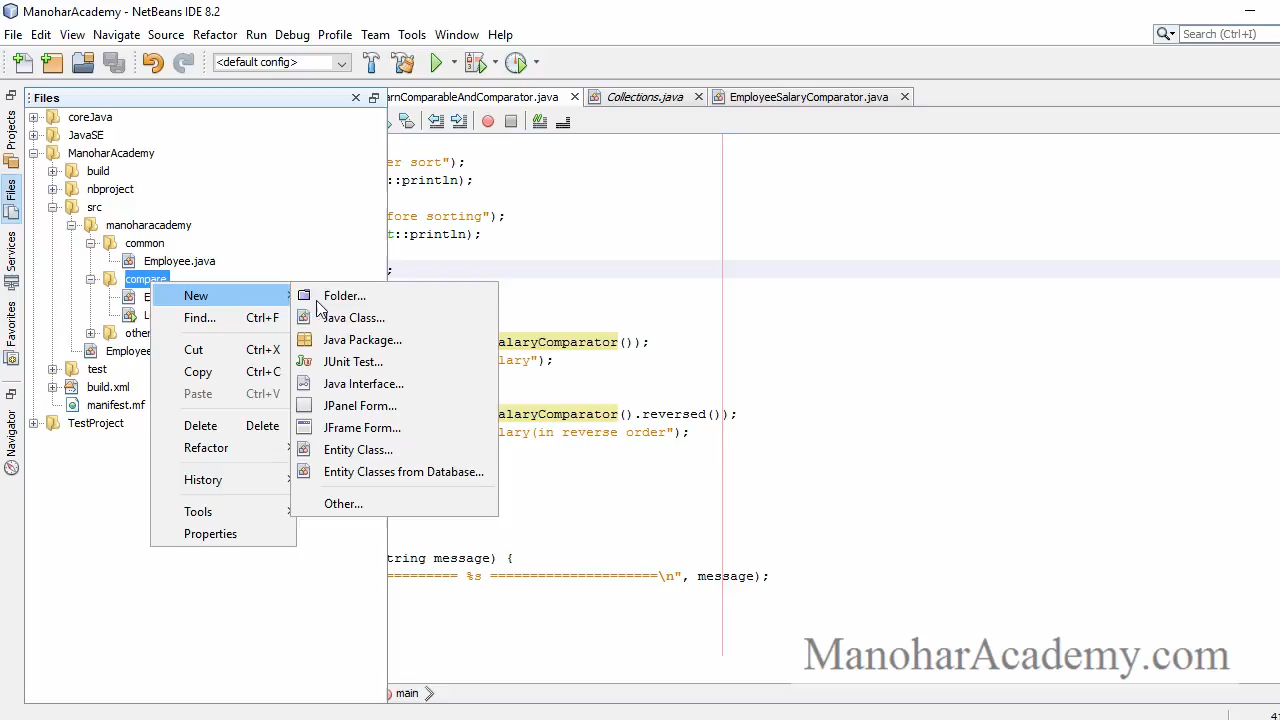 ManoharAcademy - NetBeans IDE 8.2
File Edit View Navigate Source Refactor Run Debug Profile Team Tools Window Help
Search (Ctrl+I)
<default config>
Files
rnComparableAndComparator.java
Collections.java
EmployeeSalaryComparator.java
Projects
Files
Services
Favorites
Navigator
coreJava
JavaSE
ManoharAcademy
build
nbproject
src
manoharacademy
common
Employee.java
compare
E
L
othe
Employee
test
build.xml
manifest.mf
TestProject
New
Find... Ctrl+F
Cut Ctrl+X
Copy Ctrl+C
Paste Ctrl+V
Delete Delete
Refactor
History
Tools
Properties
Folder...
Java Class...
Java Package...
JUnit Test...
Java Interface...
JPanel Form...
JFrame Form...
Entity Class...
Entity Classes from Database...
Other...
er sort");
::println);
fore sorting");
t::println);
;
alaryComparator());
lary");
alaryComparator().reversed());
lary(in reverse order");
tring message) {
========= %s =====================\n", message);
ManoharAcademy.com
main